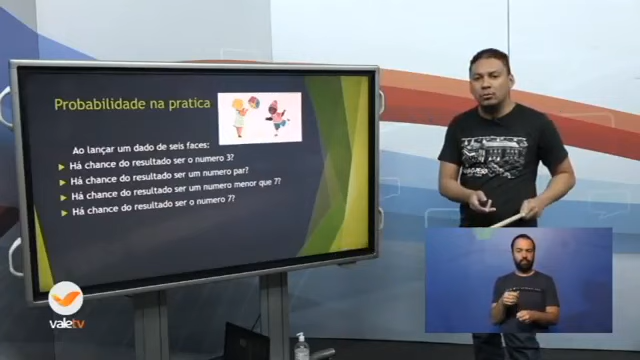 Probabilidade na pratica
Ao lançar um dado de seis faces:
Há chance do resultado ser o numero 3?
Há chance do resultado ser um numero par?
Há chance do resultado ser um numero menor que 7?
Há chance do resultado ser o numero 7?
valetv